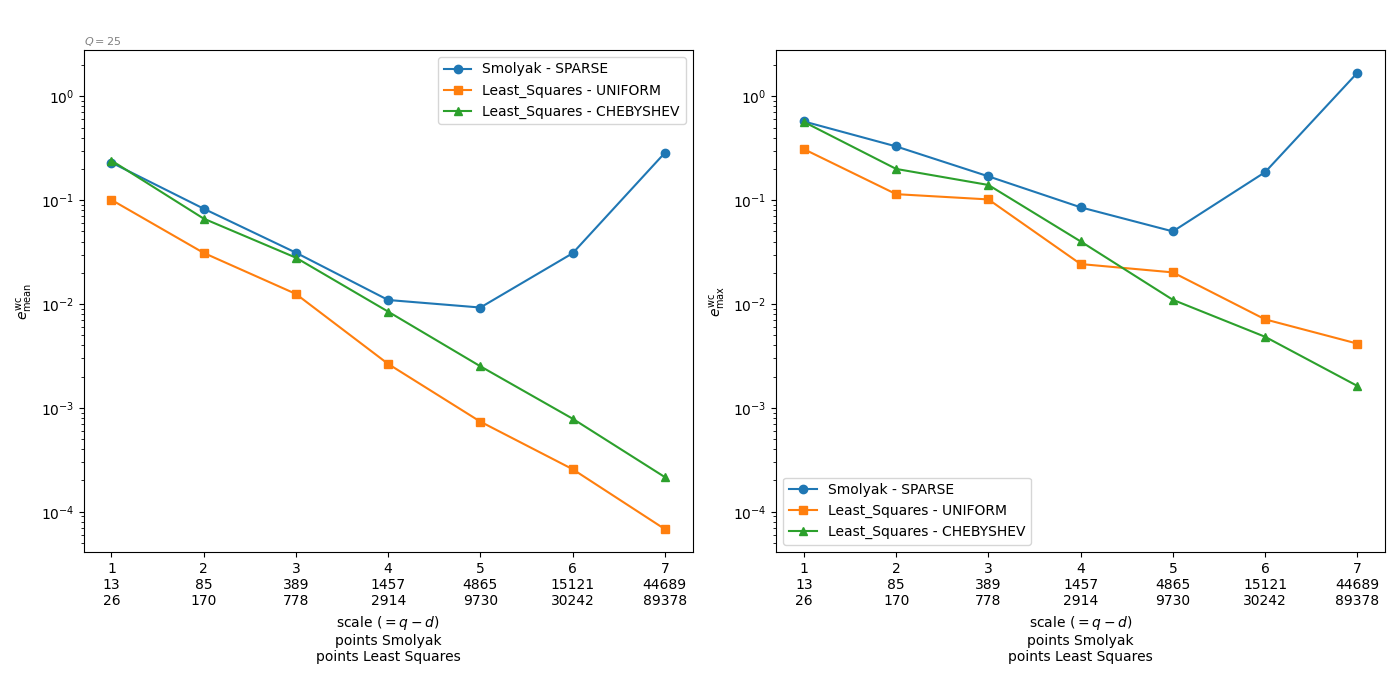 Q = 25
Smolyak - SPARSE
Least_Squares - UNIFORM
Least_Squares - CHEBYSHEV
10⁰
10⁻¹
10⁻²
10⁻³
10⁻⁴
e^wc_mean
1 2 3 4 5 6 7
13 85 389 1457 4865 15121 44689
26 170 778 2914 9730 30242 89378
scale (= q − d)
points Smolyak
points Least Squares
10⁰
10⁻¹
10⁻²
10⁻³
10⁻⁴
e^wc_max
Smolyak - SPARSE
Least_Squares - UNIFORM
Least_Squares - CHEBYSHEV
1 2 3 4 5 6 7
13 85 389 1457 4865 15121 44689
26 170 778 2914 9730 30242 89378
scale (= q − d)
points Smolyak
points Least Squares